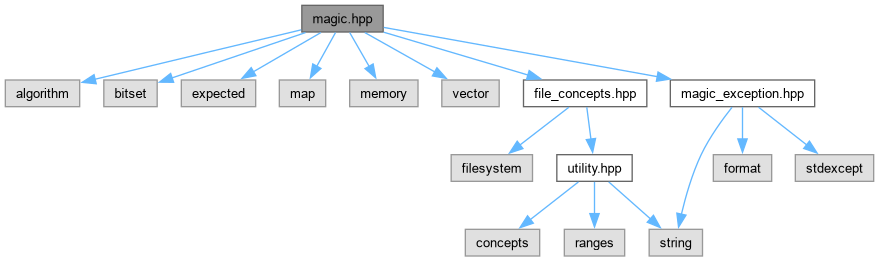 magic.hpp
algorithm
bitset
expected
map
memory
vector
file_concepts.hpp
magic_exception.hpp
filesystem
utility.hpp
format
stdexcept
concepts
ranges
string